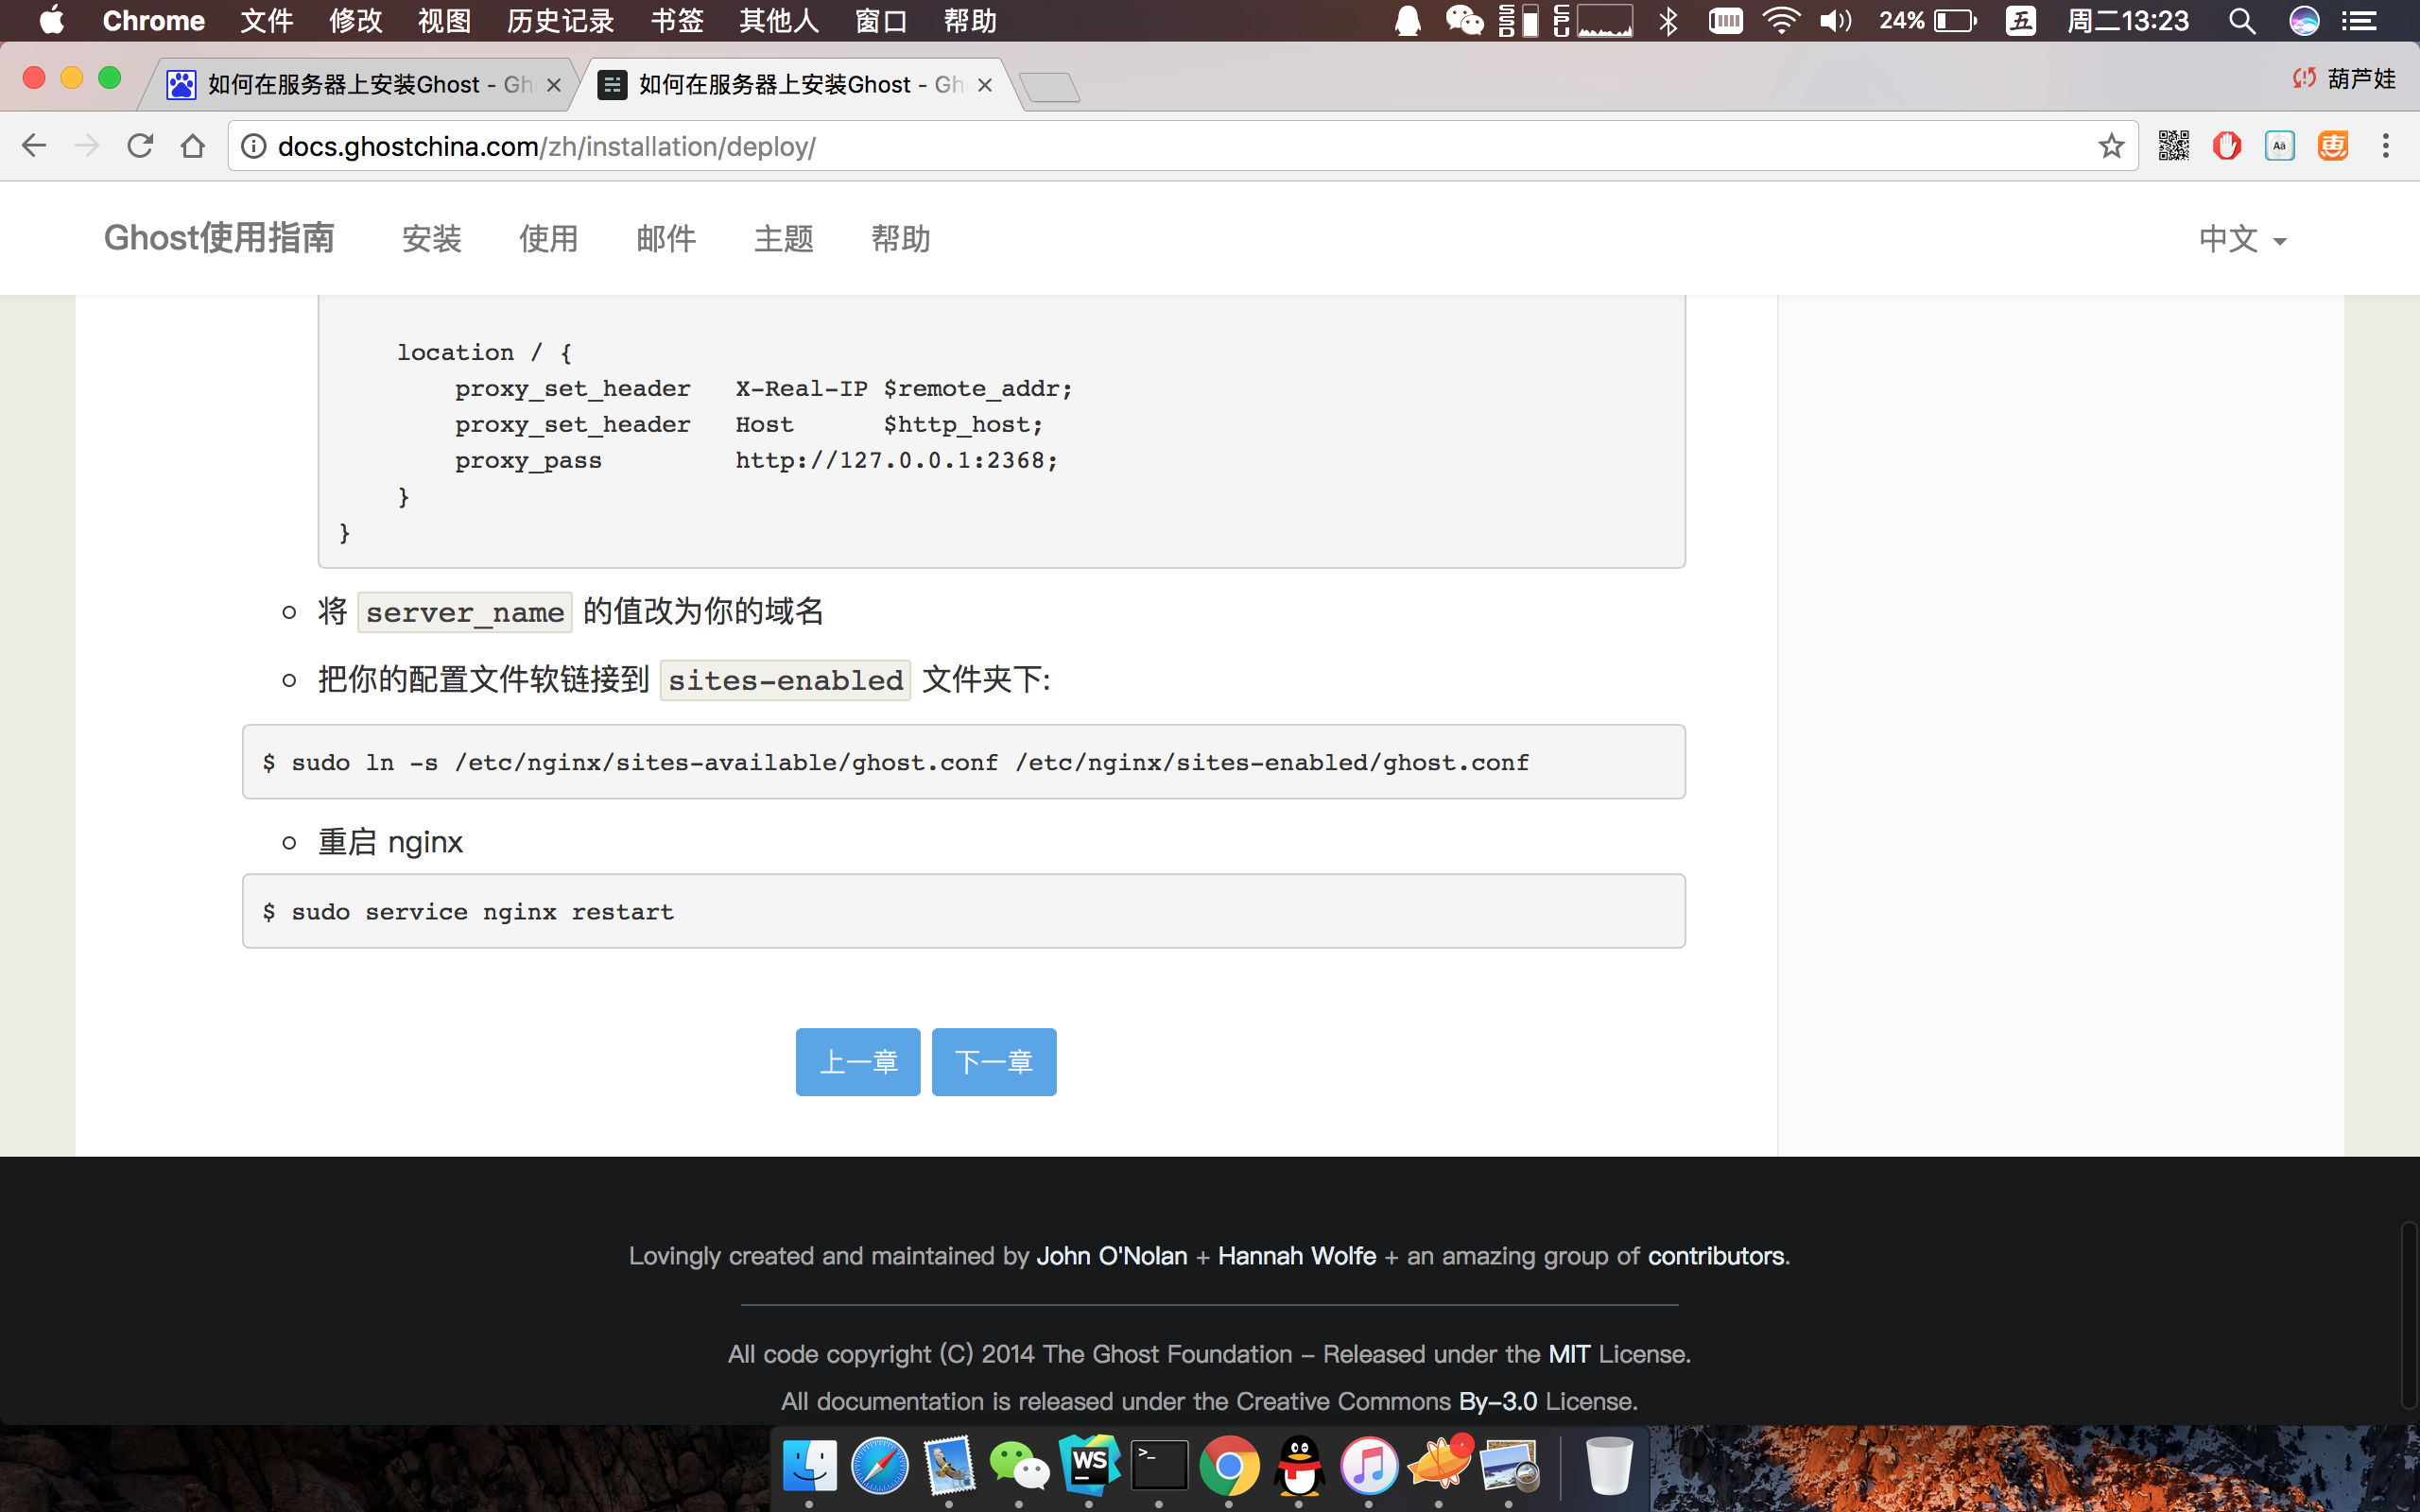 Chrome 文件 修改 视图 历史记录 书签 其他人 窗口 帮助 SSD CPU 24% 五 周二13:23
如何在服务器上安装Ghost - Gh 如何在服务器上安装Ghost - Gh 葫芦娃
docs.ghostchina.com/zh/installation/deploy/
Ghost使用指南 安装 使用 邮件 主题 帮助 中文
location / {
proxy_set_header X-Real-IP $remote_addr;
proxy_set_header Host $http_host;
proxy_pass http://127.0.0.1:2368;
}
}
将 server_name 的值改为你的域名
把你的配置文件软链接到 sites-enabled 文件夹下:
$ sudo ln -s /etc/nginx/sites-available/ghost.conf /etc/nginx/sites-enabled/ghost.conf
重启 nginx
$ sudo service nginx restart
上一章 下一章
Lovingly created and maintained by John O'Nolan + Hannah Wolfe + an amazing group of contributors.
All code copyright (C) 2014 The Ghost Foundation – Released under the MIT License.
All documentation is released under the Creative Commons By-3.0 License.
WS